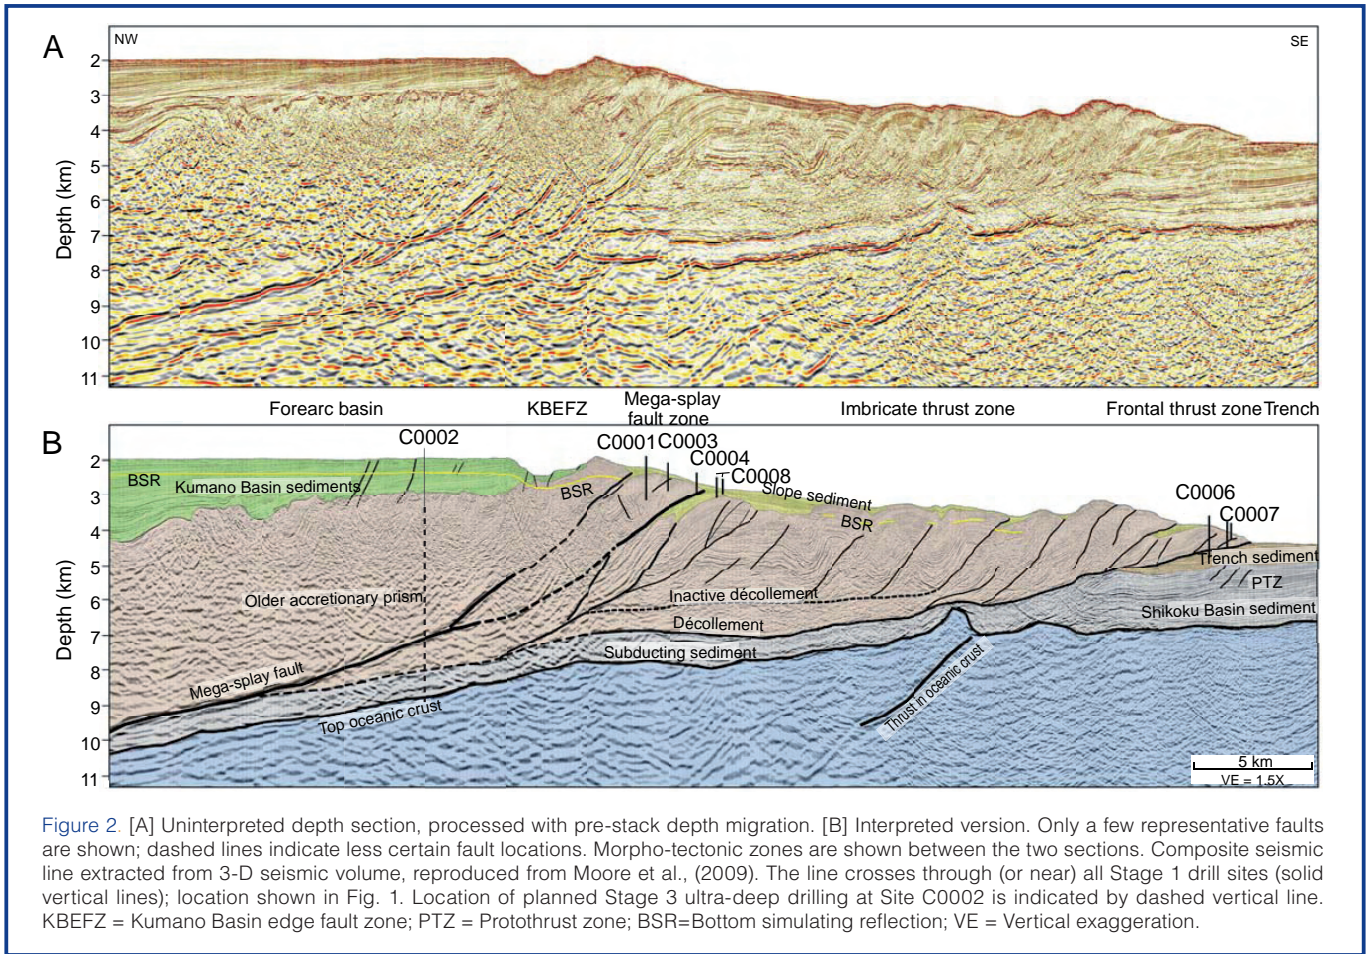 A
NW
SE
2
3
4
5
6
7
8
9
10
11
Depth (km)
Forearc basin
KBEFZ
Mega-splay
fault zone
Imbricate thrust zone
Frontal thrust zone
Trench
B
C0002
C0001
C0003
C0004
C0008
C0006
C0007
2
3
4
5
6
7
8
9
10
11
Depth (km)
BSR
Kumano Basin sediments
BSR
Slope sediment
BSR
Trench sediment
PTZ
Shikoku Basin sediment
Older accretionary prism
Inactive décollement
Décollement
Subducting sediment
Mega-splay fault
Top oceanic crust
Thrust in oceanic crust
5 km
VE = 1.5X
Figure 2. [A] Uninterpreted depth section, processed with pre-stack depth migration. [B] Interpreted version. Only a few representative faults
are shown; dashed lines indicate less certain fault locations. Morpho-tectonic zones are shown between the two sections. Composite seismic
line extracted from 3-D seismic volume, reproduced from Moore et al., (2009). The line crosses through (or near) all Stage 1 drill sites (solid
vertical lines); location shown in Fig. 1. Location of planned Stage 3 ultra-deep drilling at Site C0002 is indicated by dashed vertical line.
KBEFZ = Kumano Basin edge fault zone; PTZ = Protothrust zone; BSR=Bottom simulating reflection; VE = Vertical exaggeration.